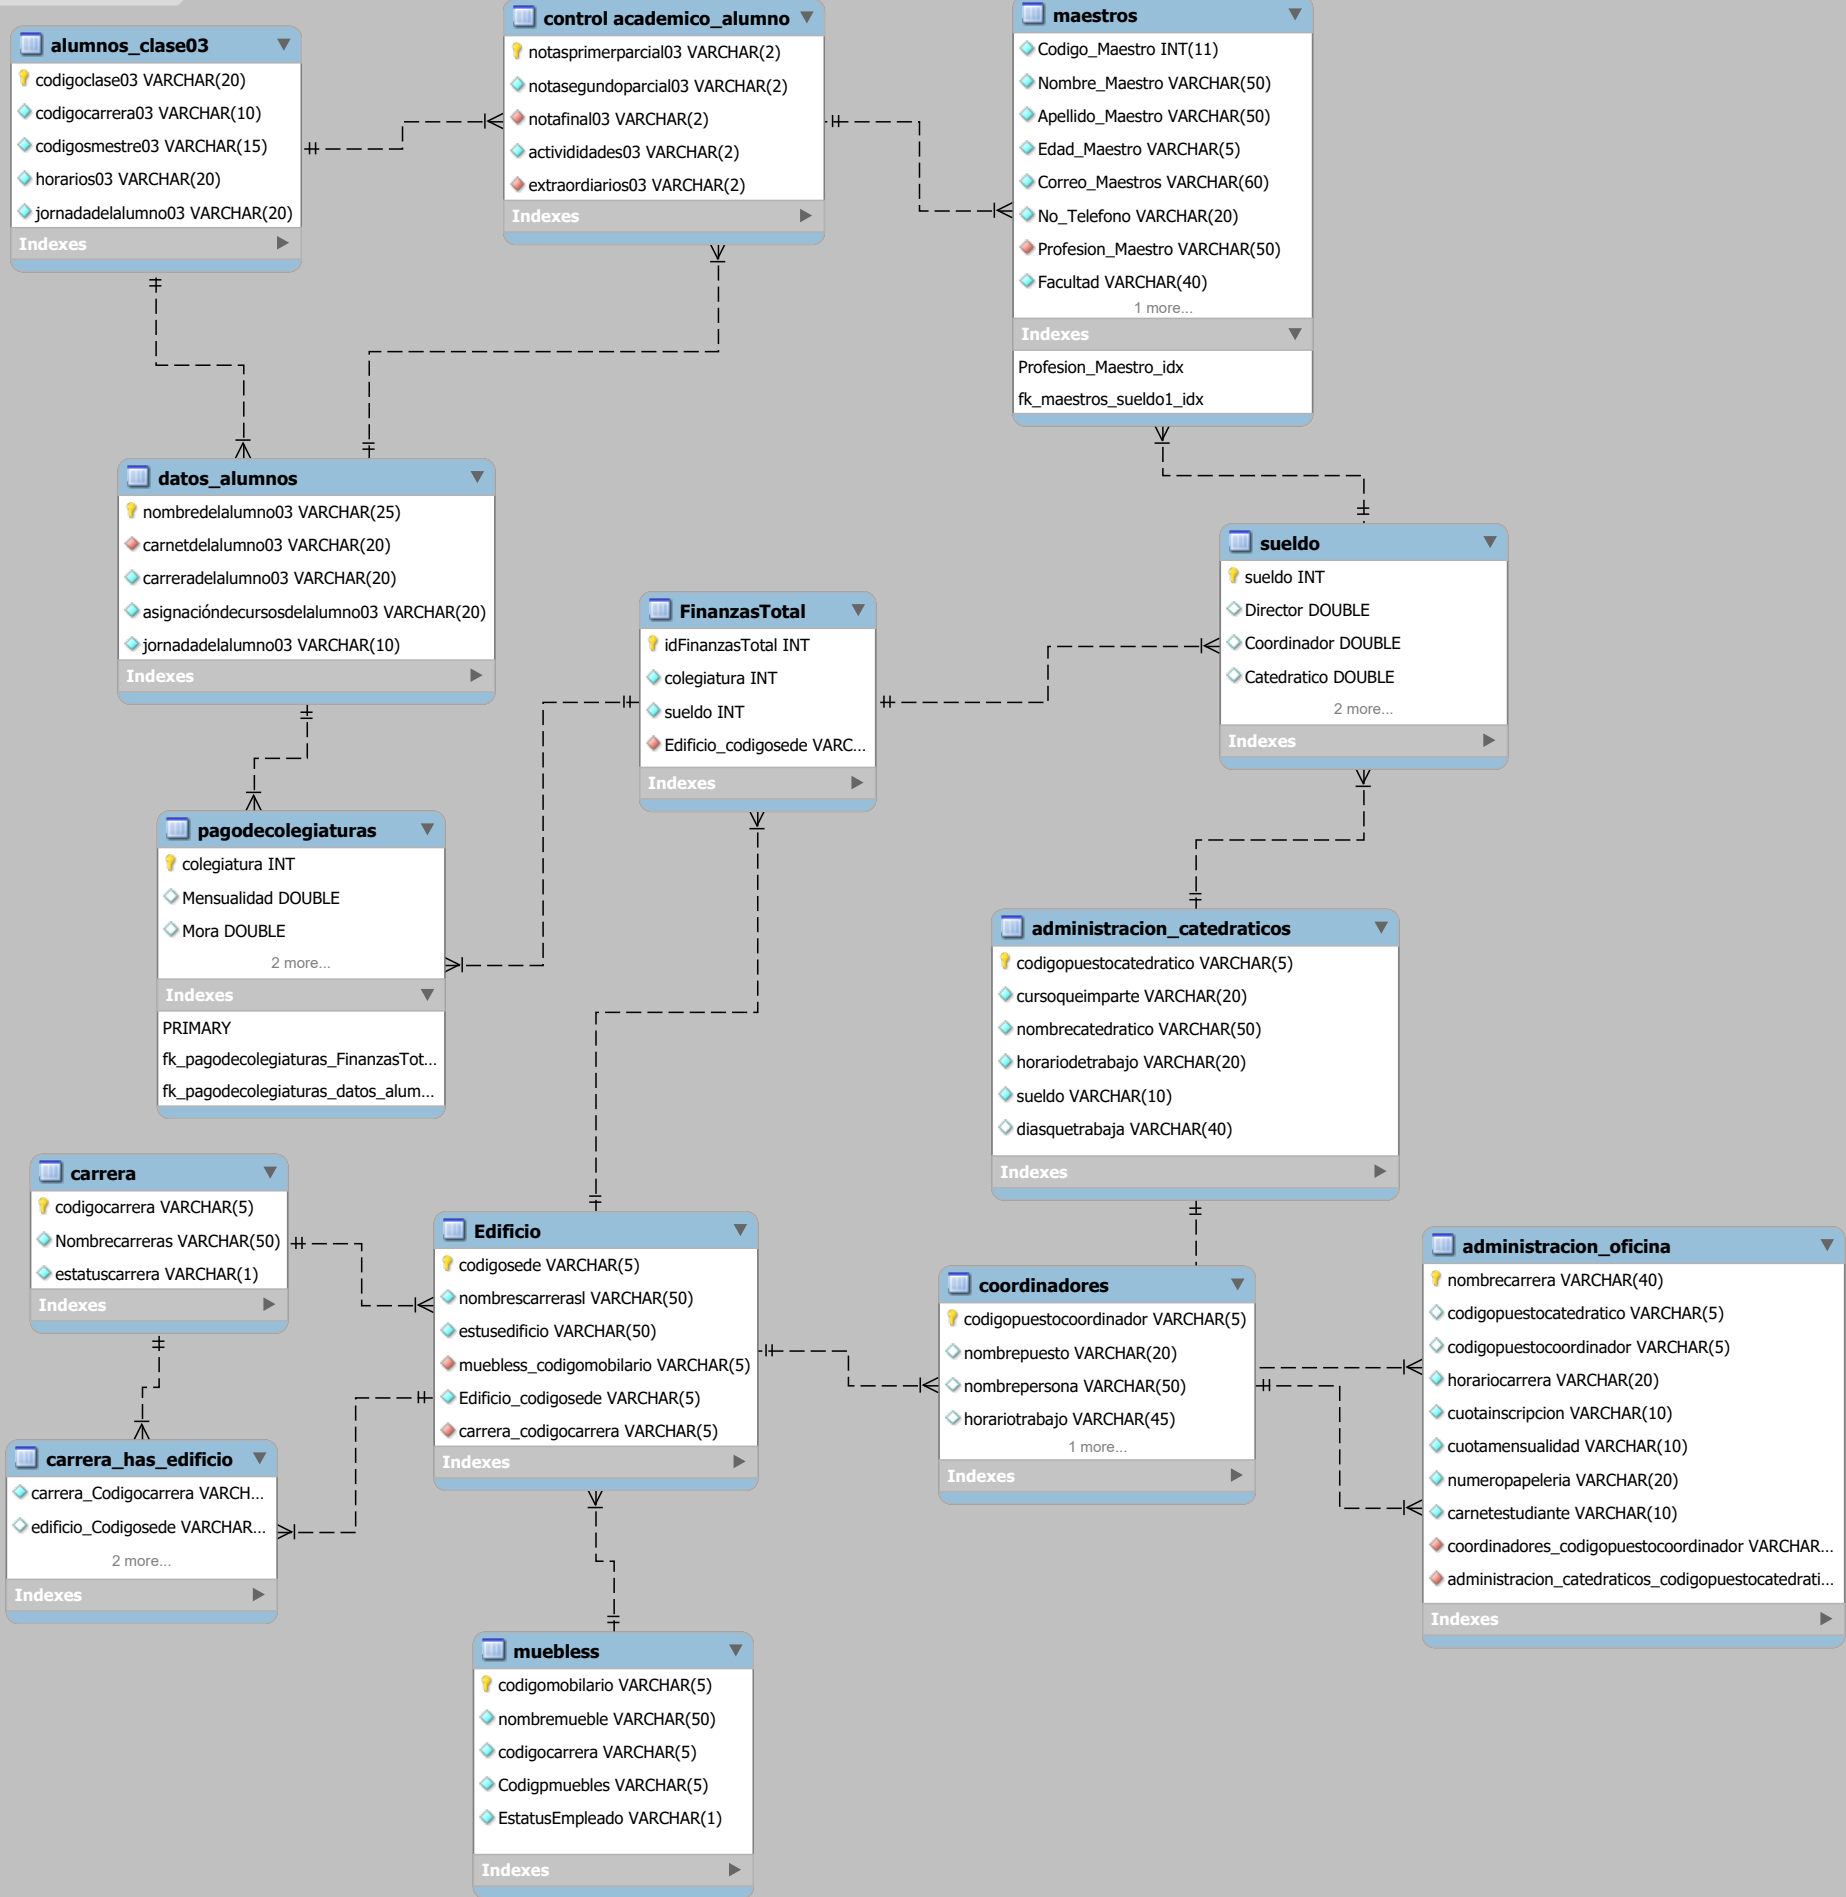 alumnos_clase03
codigoclase03 VARCHAR(20)
codigocarrera03 VARCHAR(10)
codigosmestre03 VARCHAR(15)
horarios03 VARCHAR(20)
jornadadelalumno03 VARCHAR(20)
Indexes
control academico_alumno
notasprimerparcial03 VARCHAR(2)
notasegundoparcial03 VARCHAR(2)
notafinal03 VARCHAR(2)
activididades03 VARCHAR(2)
extraordiarios03 VARCHAR(2)
Indexes
maestros
Codigo_Maestro INT(11)
Nombre_Maestro VARCHAR(50)
Apellido_Maestro VARCHAR(50)
Edad_Maestro VARCHAR(5)
Correo_Maestros VARCHAR(60)
No_Telefono VARCHAR(20)
Profesion_Maestro VARCHAR(50)
Facultad VARCHAR(40)
1 more...
Indexes
Profesion_Maestro_idx
fk_maestros_sueldo1_idx
datos_alumnos
nombredelalumno03 VARCHAR(25)
carnetdelalumno03 VARCHAR(20)
carreradelalumno03 VARCHAR(20)
asignacióndecursosdelalumno03 VARCHAR(20)
jornadadelalumno03 VARCHAR(10)
Indexes
FinanzasTotal
idFinanzasTotal INT
colegiatura INT
sueldo INT
Edificio_codigosede VARC...
Indexes
sueldo
sueldo INT
Director DOUBLE
Coordinador DOUBLE
Catedratico DOUBLE
2 more...
Indexes
pagodecolegiaturas
colegiatura INT
Mensualidad DOUBLE
Mora DOUBLE
2 more...
Indexes
PRIMARY
fk_pagodecolegiaturas_FinanzasTot...
fk_pagodecolegiaturas_datos_alum...
administracion_catedraticos
codigopuestocatedratico VARCHAR(5)
cursoqueimparte VARCHAR(20)
nombrecatedratico VARCHAR(50)
horariodetrabajo VARCHAR(20)
sueldo VARCHAR(10)
diasquetrabaja VARCHAR(40)
Indexes
carrera
codigocarrera VARCHAR(5)
Nombrecarreras VARCHAR(50)
estatuscarrera VARCHAR(1)
Indexes
Edificio
codigosede VARCHAR(5)
nombrescarrerasl VARCHAR(50)
estusedificio VARCHAR(50)
muebless_codigomobilario VARCHAR(5)
Edificio_codigosede VARCHAR(5)
carrera_codigocarrera VARCHAR(5)
Indexes
coordinadores
codigopuestocoordinador VARCHAR(5)
nombrepuesto VARCHAR(20)
nombrepersona VARCHAR(50)
horariotrabajo VARCHAR(45)
1 more...
Indexes
administracion_oficina
nombrecarrera VARCHAR(40)
codigopuestocatedratico VARCHAR(5)
codigopuestocoordinador VARCHAR(5)
horariocarrera VARCHAR(20)
cuotainscripcion VARCHAR(10)
cuotamensualidad VARCHAR(10)
numeropapeleria VARCHAR(20)
carnetestudiante VARCHAR(10)
coordinadores_codigopuestocoordinador VARCHAR...
administracion_catedraticos_codigopuestocatedrati...
Indexes
carrera_has_edificio
carrera_Codigocarrera VARCH...
edificio_Codigosede VARCHAR...
2 more...
Indexes
muebless
codigomobilario VARCHAR(5)
nombremueble VARCHAR(50)
codigocarrera VARCHAR(5)
Codigpmuebles VARCHAR(5)
EstatusEmpleado VARCHAR(1)
Indexes